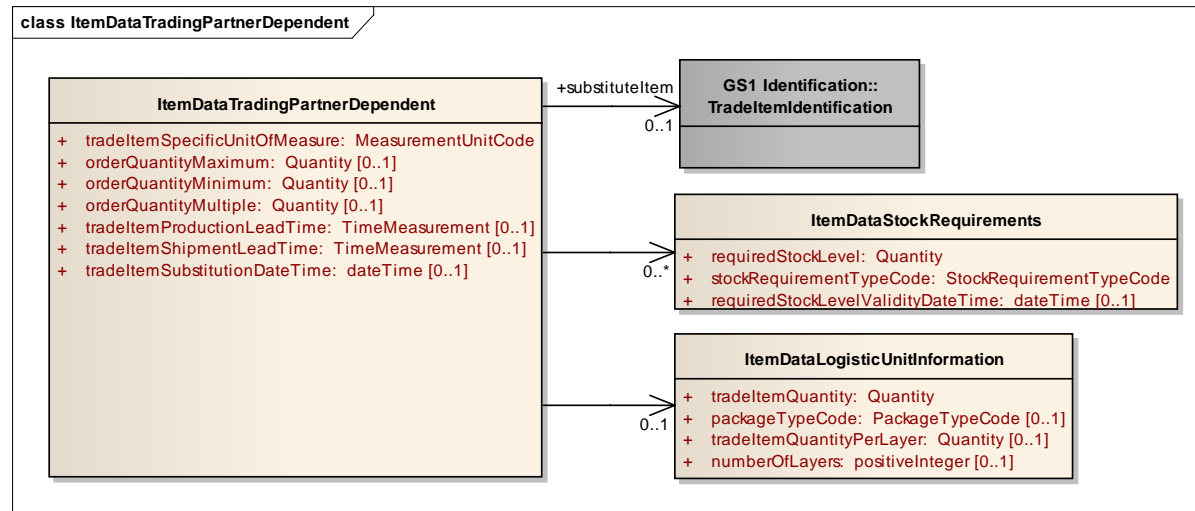 class ItemDataTradingPartnerDependent
ItemDataTradingPartnerDependent
+ tradeItemSpecificUnitOfMeasure: MeasurementUnitCode
+ orderQuantityMaximum: Quantity [0..1]
+ orderQuantityMinimum: Quantity [0..1]
+ orderQuantityMultiple: Quantity [0..1]
+ tradeItemProductionLeadTime: TimeMeasurement [0..1]
+ tradeItemShipmentLeadTime: TimeMeasurement [0..1]
+ tradeItemSubstitutionDateTime: dateTime [0..1]
+substituteItem
0..1
GS1 Identification::
TradeItemIdentification
0..*
ItemDataStockRequirements
+ requiredStockLevel: Quantity
+ stockRequirementTypeCode: StockRequirementTypeCode
+ requiredStockLevelValidityDateTime: dateTime [0..1]
0..1
ItemDataLogisticUnitInformation
+ tradeItemQuantity: Quantity
+ packageTypeCode: PackageTypeCode [0..1]
+ tradeItemQuantityPerLayer: Quantity [0..1]
+ numberOfLayers: positiveInteger [0..1]